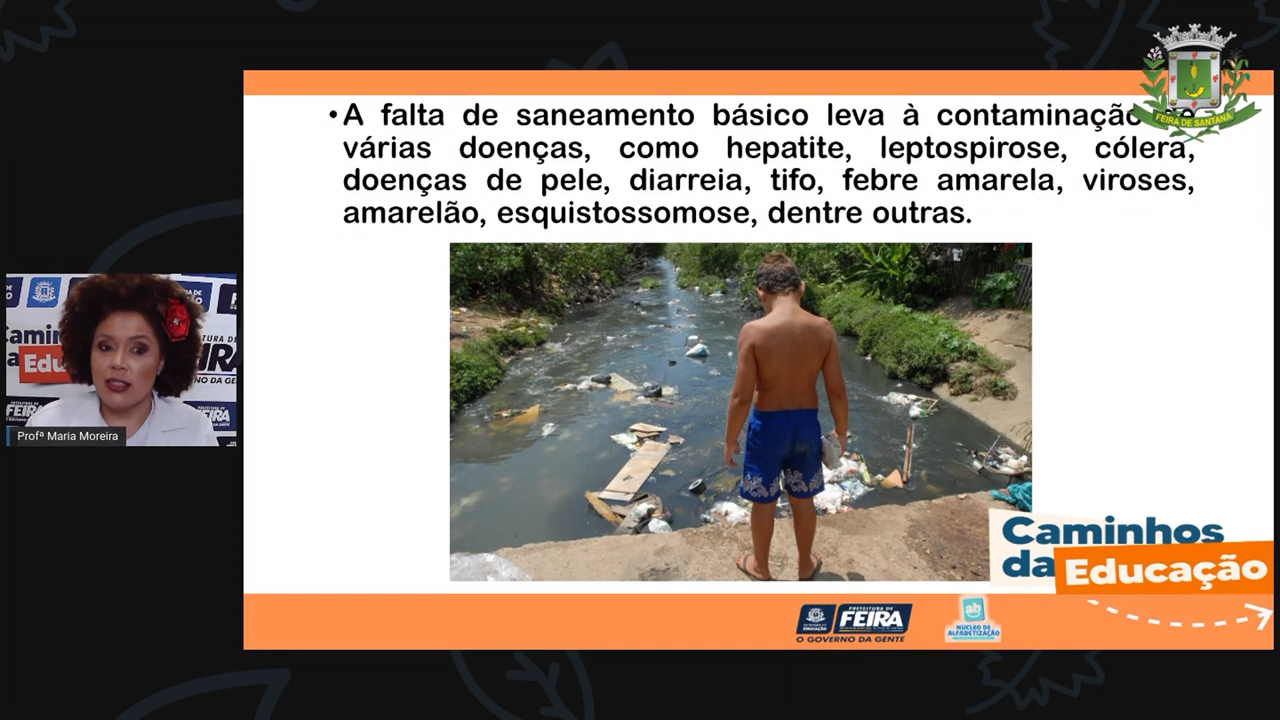 FEIRA DE SANTANA
• A falta de saneamento básico leva à contaminação
várias doenças, como hepatite, leptospirose, cólera,
doenças de pele, diarreia, tifo, febre amarela, viroses,
amarelão, esquistossomose, dentre outras.
Profª Maria Moreira
Caminhos
da Educação
PREFEITURA DE
FEIRA
EDUCAÇÃO
O GOVERNO DA GENTE
ab
NÚCLEO DE
ALFABETIZAÇÃO